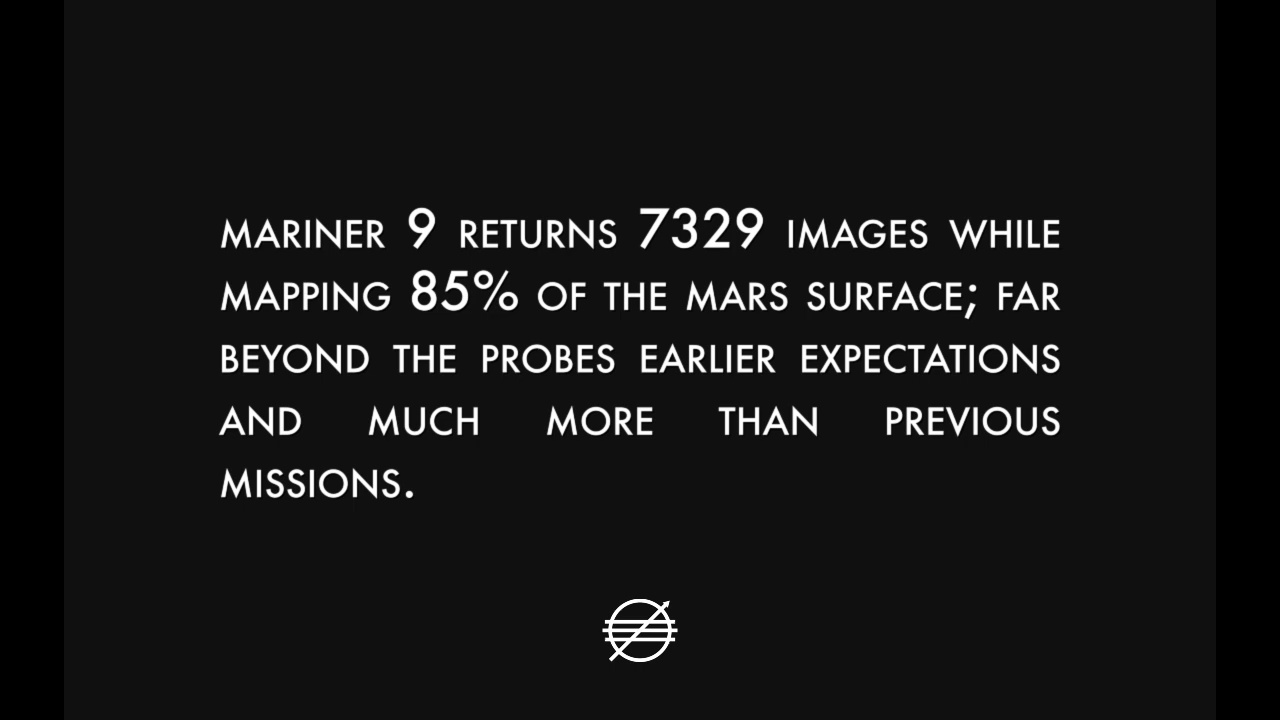 MARINER 9 RETURNS 7329 IMAGES WHILE
MAPPING 85% OF THE MARS SURFACE; FAR
BEYOND THE PROBES EARLIER EXPECTATIONS
AND MUCH MORE THAN PREVIOUS
MISSIONS.